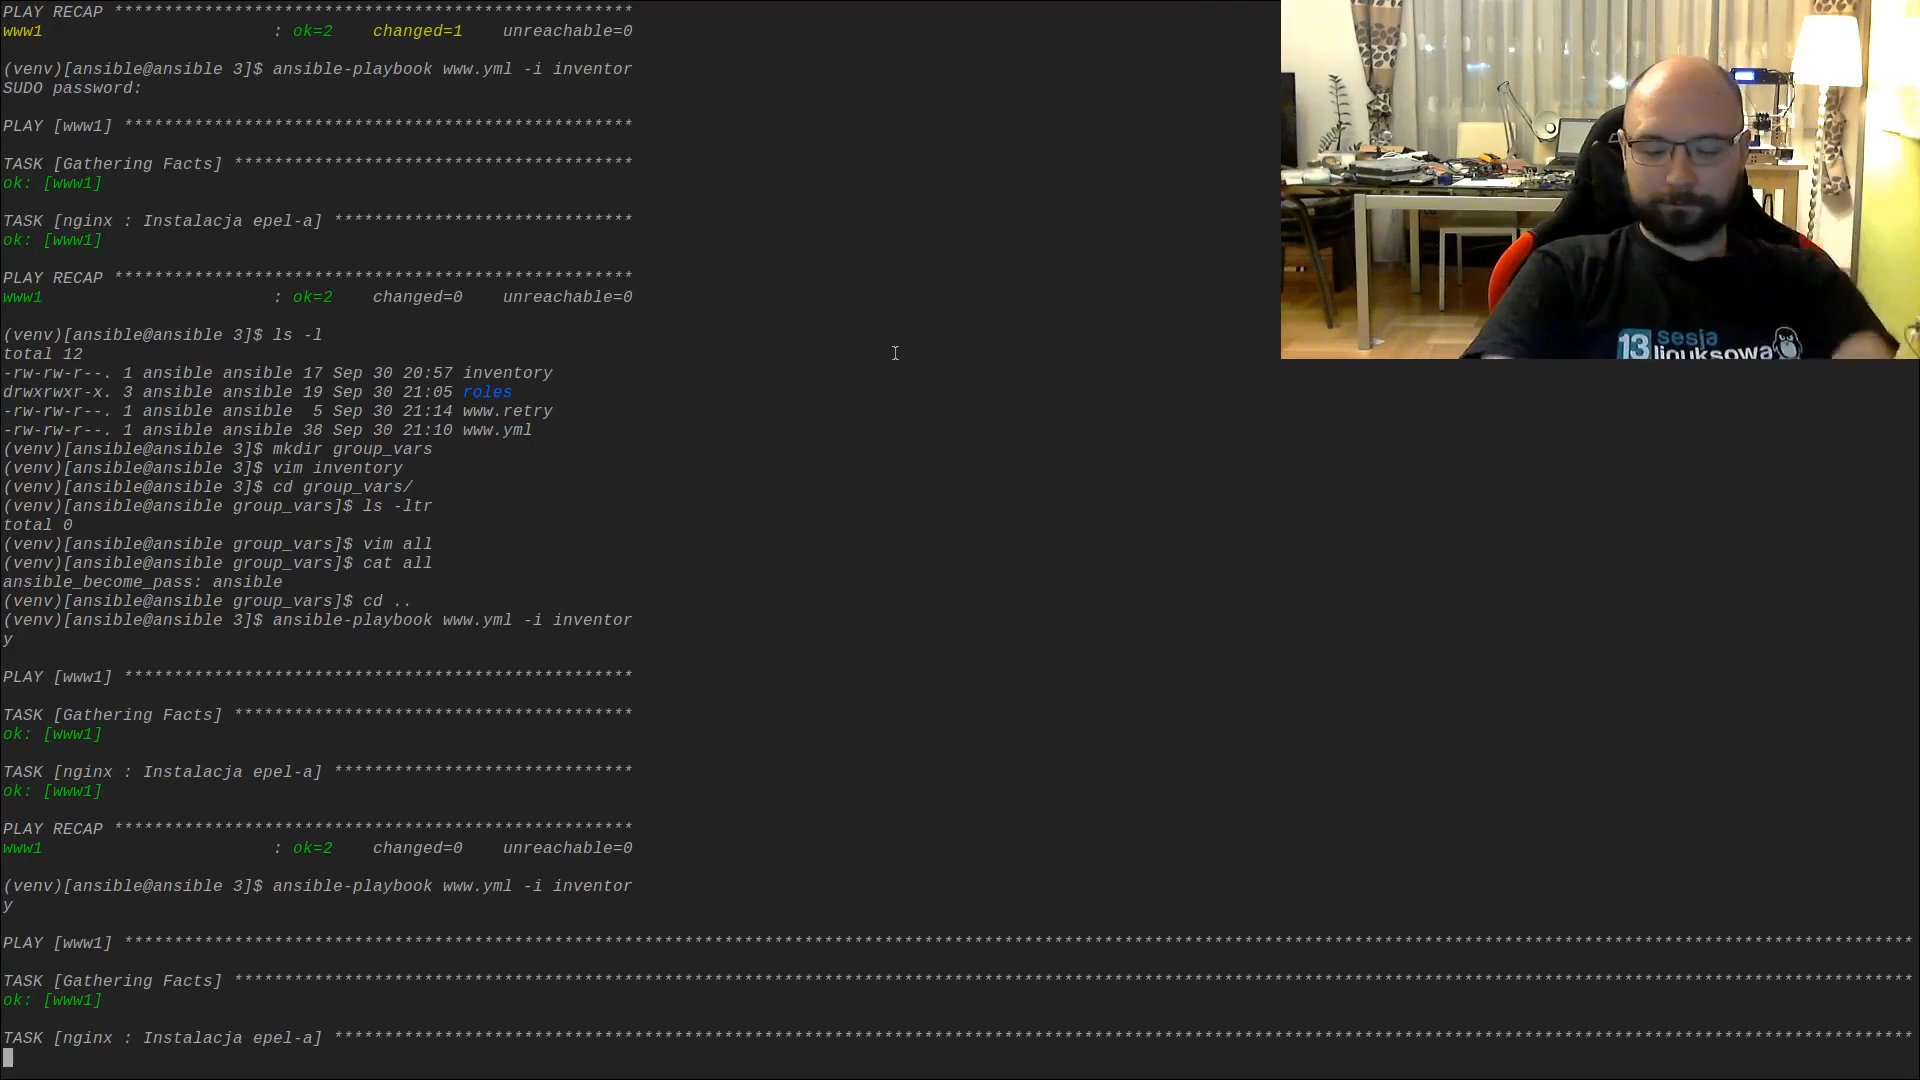 PLAY RECAP ****************************************************
www1                       : ok=2    changed=1    unreachable=0
(venv)[ansible@ansible 3]$ ansible-playbook www.yml -i inventor
SUDO password:
PLAY [www1] ***************************************************
TASK [Gathering Facts] ****************************************
ok: [www1]
TASK [nginx : Instalacja epel-a] ******************************
ok: [www1]
PLAY RECAP ****************************************************
www1                       : ok=2    changed=0    unreachable=0
(venv)[ansible@ansible 3]$ ls -l
total 12
-rw-rw-r--. 1 ansible ansible 17 Sep 30 20:57 inventory
drwxrwxr-x. 3 ansible ansible 19 Sep 30 21:05 roles
-rw-rw-r--. 1 ansible ansible  5 Sep 30 21:14 www.retry
-rw-rw-r--. 1 ansible ansible 38 Sep 30 21:10 www.yml
(venv)[ansible@ansible 3]$ mkdir group_vars
(venv)[ansible@ansible 3]$ vim inventory
(venv)[ansible@ansible 3]$ cd group_vars/
(venv)[ansible@ansible group_vars]$ ls -ltr
total 0
(venv)[ansible@ansible group_vars]$ vim all
(venv)[ansible@ansible group_vars]$ cat all
ansible_become_pass: ansible
(venv)[ansible@ansible group_vars]$ cd ..
(venv)[ansible@ansible 3]$ ansible-playbook www.yml -i inventor
y
PLAY [www1] ***************************************************
TASK [Gathering Facts] ****************************************
ok: [www1]
TASK [nginx : Instalacja epel-a] ******************************
ok: [www1]
PLAY RECAP ****************************************************
www1                       : ok=2    changed=0    unreachable=0
(venv)[ansible@ansible 3]$ ansible-playbook www.yml -i inventor
y
PLAY [www1] ***********************************************************************************************************************************************************************************
TASK [Gathering Facts] ************************************************************************************************************************************************************************
ok: [www1]
TASK [nginx : Instalacja epel-a] **************************************************************************************************************************************************************
13 sesja
linuksowa